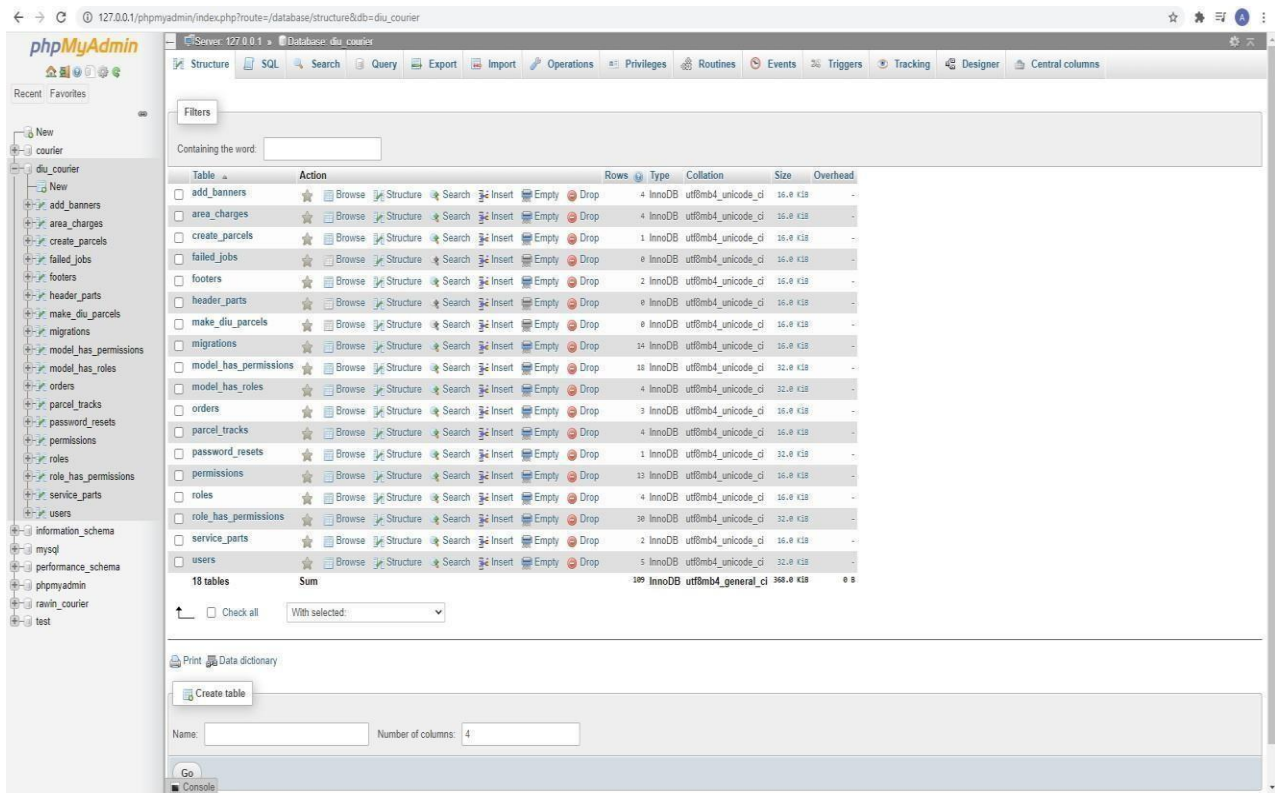 127.0.0.1/phpmyadmin/index.php?route=/database/structure&db=diu_courier
A
phpMyAdmin
Recent Favorites
New
courier
diu_courier
New
add_banners
area_charges
create_parcels
failed_jobs
footers
header_parts
make_diu_parcels
migrations
model_has_permissions
model_has_roles
orders
parcel_tracks
password_resets
permissions
roles
role_has_permissions
service_parts
users
information_schema
mysql
performance_schema
phpmyadmin
rawin_courier
test
Server: 127.0.0.1 » Database: diu_courier
Structure SQL Search Query Export Import Operations Privileges Routines Events Triggers Tracking Designer Central columns
Filters
Containing the word:
Table Action Rows Type Collation Size Overhead
add_banners Browse Structure Search Insert Empty Drop 4 InnoDB utf8mb4_unicode_ci 16.0 KiB -
area_charges Browse Structure Search Insert Empty Drop 4 InnoDB utf8mb4_unicode_ci 16.0 KiB -
create_parcels Browse Structure Search Insert Empty Drop 1 InnoDB utf8mb4_unicode_ci 16.0 KiB -
failed_jobs Browse Structure Search Insert Empty Drop 0 InnoDB utf8mb4_unicode_ci 16.0 KiB -
footers Browse Structure Search Insert Empty Drop 2 InnoDB utf8mb4_unicode_ci 16.0 KiB -
header_parts Browse Structure Search Insert Empty Drop 0 InnoDB utf8mb4_unicode_ci 16.0 KiB -
make_diu_parcels Browse Structure Search Insert Empty Drop 0 InnoDB utf8mb4_unicode_ci 16.0 KiB -
migrations Browse Structure Search Insert Empty Drop 14 InnoDB utf8mb4_unicode_ci 16.0 KiB -
model_has_permissions Browse Structure Search Insert Empty Drop 18 InnoDB utf8mb4_unicode_ci 32.0 KiB -
model_has_roles Browse Structure Search Insert Empty Drop 4 InnoDB utf8mb4_unicode_ci 32.0 KiB -
orders Browse Structure Search Insert Empty Drop 3 InnoDB utf8mb4_unicode_ci 16.0 KiB -
parcel_tracks Browse Structure Search Insert Empty Drop 4 InnoDB utf8mb4_unicode_ci 16.0 KiB -
password_resets Browse Structure Search Insert Empty Drop 1 InnoDB utf8mb4_unicode_ci 32.0 KiB -
permissions Browse Structure Search Insert Empty Drop 13 InnoDB utf8mb4_unicode_ci 16.0 KiB -
roles Browse Structure Search Insert Empty Drop 4 InnoDB utf8mb4_unicode_ci 16.0 KiB -
role_has_permissions Browse Structure Search Insert Empty Drop 30 InnoDB utf8mb4_unicode_ci 32.0 KiB -
service_parts Browse Structure Search Insert Empty Drop 2 InnoDB utf8mb4_unicode_ci 16.0 KiB -
users Browse Structure Search Insert Empty Drop 5 InnoDB utf8mb4_unicode_ci 32.0 KiB -
18 tables Sum 109 InnoDB utf8mb4_general_ci 368.0 KiB 0 B
Check all With selected:
Print Data dictionary
Create table
Name: Number of columns: 4
Go
Console